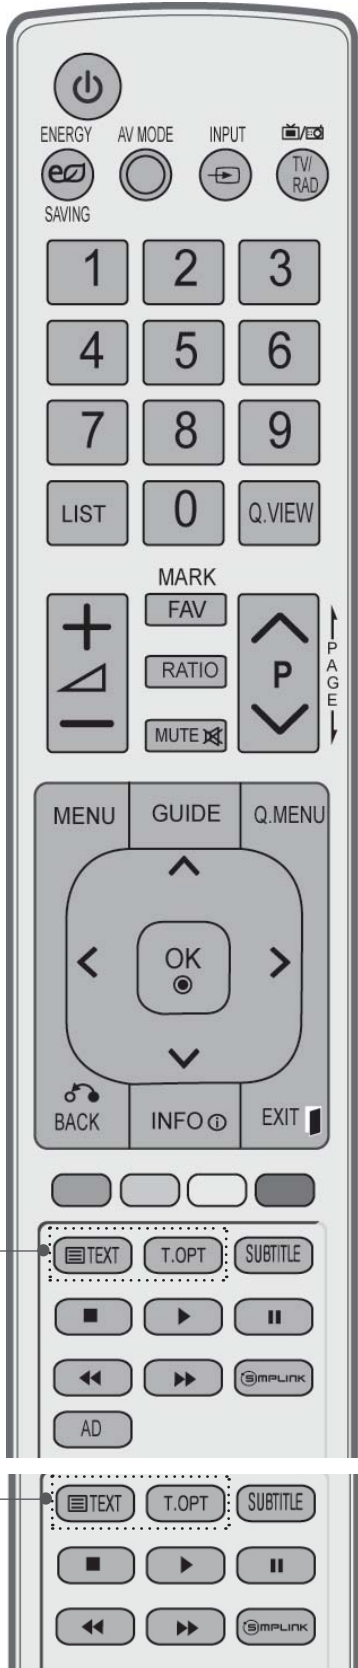 ENERGY AV MODE INPUT
TV/
RAD
SAVING
1 2 3
4 5 6
7 8 9
LIST 0 Q.VIEW
MARK
FAV
RATIO
P
PAGE
MUTE
MENU GUIDE Q.MENU
OK
BACK INFO EXIT
TEXT T.OPT SUBTITLE
SIMPLINK
AD
TEXT T.OPT SUBTITLE
SIMPLINK